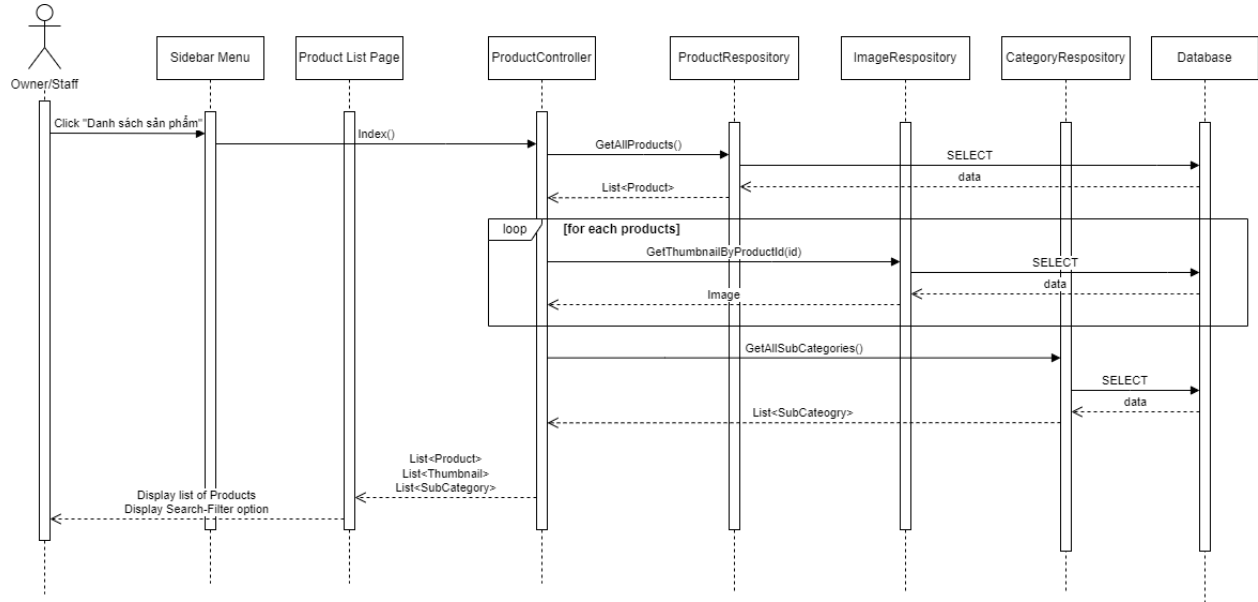 Owner/Staff
Sidebar Menu
Product List Page
ProductController
ProductRespository
ImageRespository
CategoryRespository
Database
Click "Danh sách sản phẩm"
Index()
GetAllProducts()
SELECT
data
List<Product>
loop
[for each products]
GetThumbnailByProductId(id)
SELECT
data
Image
GetAllSubCategories()
SELECT
data
List<SubCateogry>
List<Product>
List<Thumbnail>
List<SubCategory>
Display list of Products
Display Search-Filter option